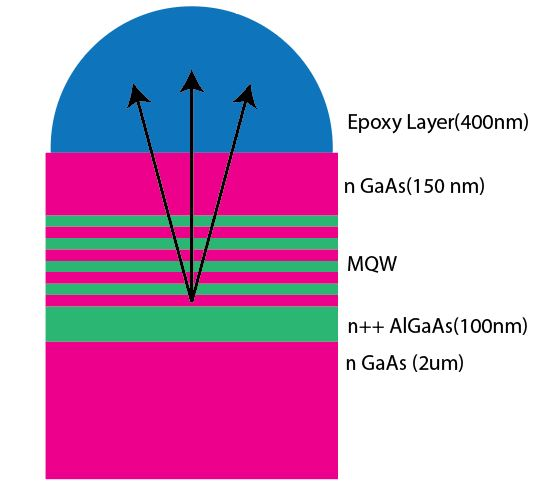 Epoxy Layer(400nm)
n GaAs(150 nm)
MQW
n++ AlGaAs(100nm)
n GaAs (2um)